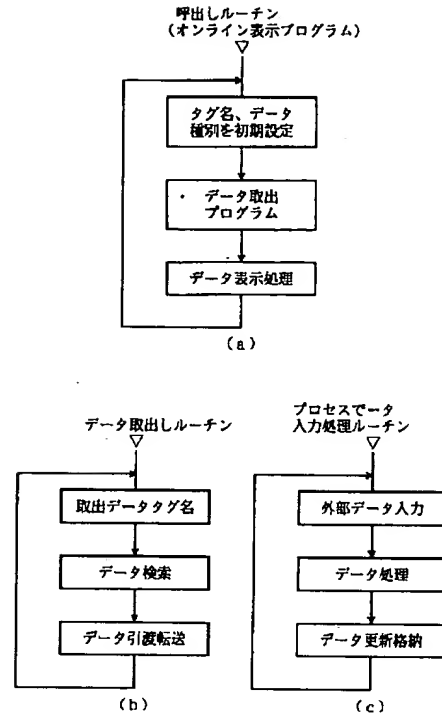 呼出しルーチン
(オンライン表示プログラム)
タグ名、データ
種別を初期設定
データ取出
プログラム
データ表示処理
(a)
データ取出しルーチン
取出データタグ名
データ検索
データ引渡転送
(b)
プロセスでータ
入力処理ルーチン
外部データ入力
データ処理
データ更新格納
(c)